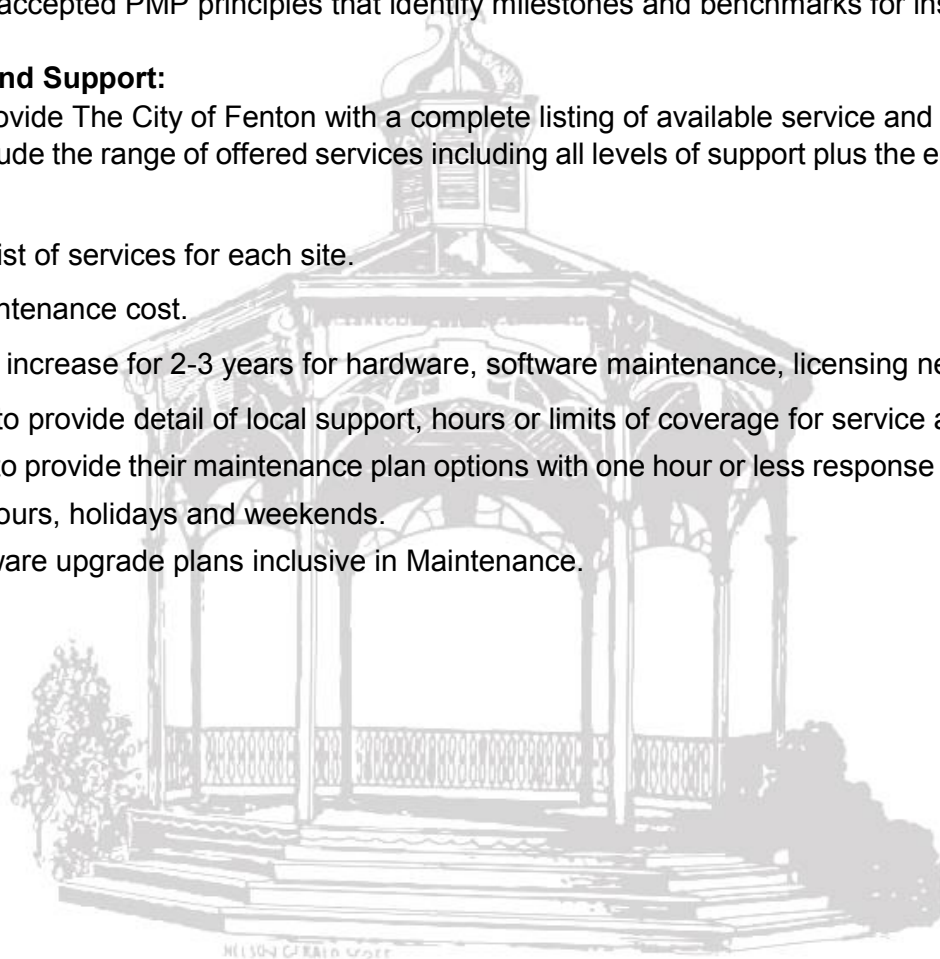 accepted PMP principles that identify milestones and benchmarks for ins
nd Support:
ovide The City of Fenton with a complete listing of available service and
lude the range of offered services including all levels of support plus the e
ist of services for each site.
ntenance cost.
increase for 2-3 years for hardware, software maintenance, licensing ne
to provide detail of local support, hours or limits of coverage for service a
to provide their maintenance plan options with one hour or less response
ours, holidays and weekends.
ware upgrade plans inclusive in Maintenance.
NELSON GERALD